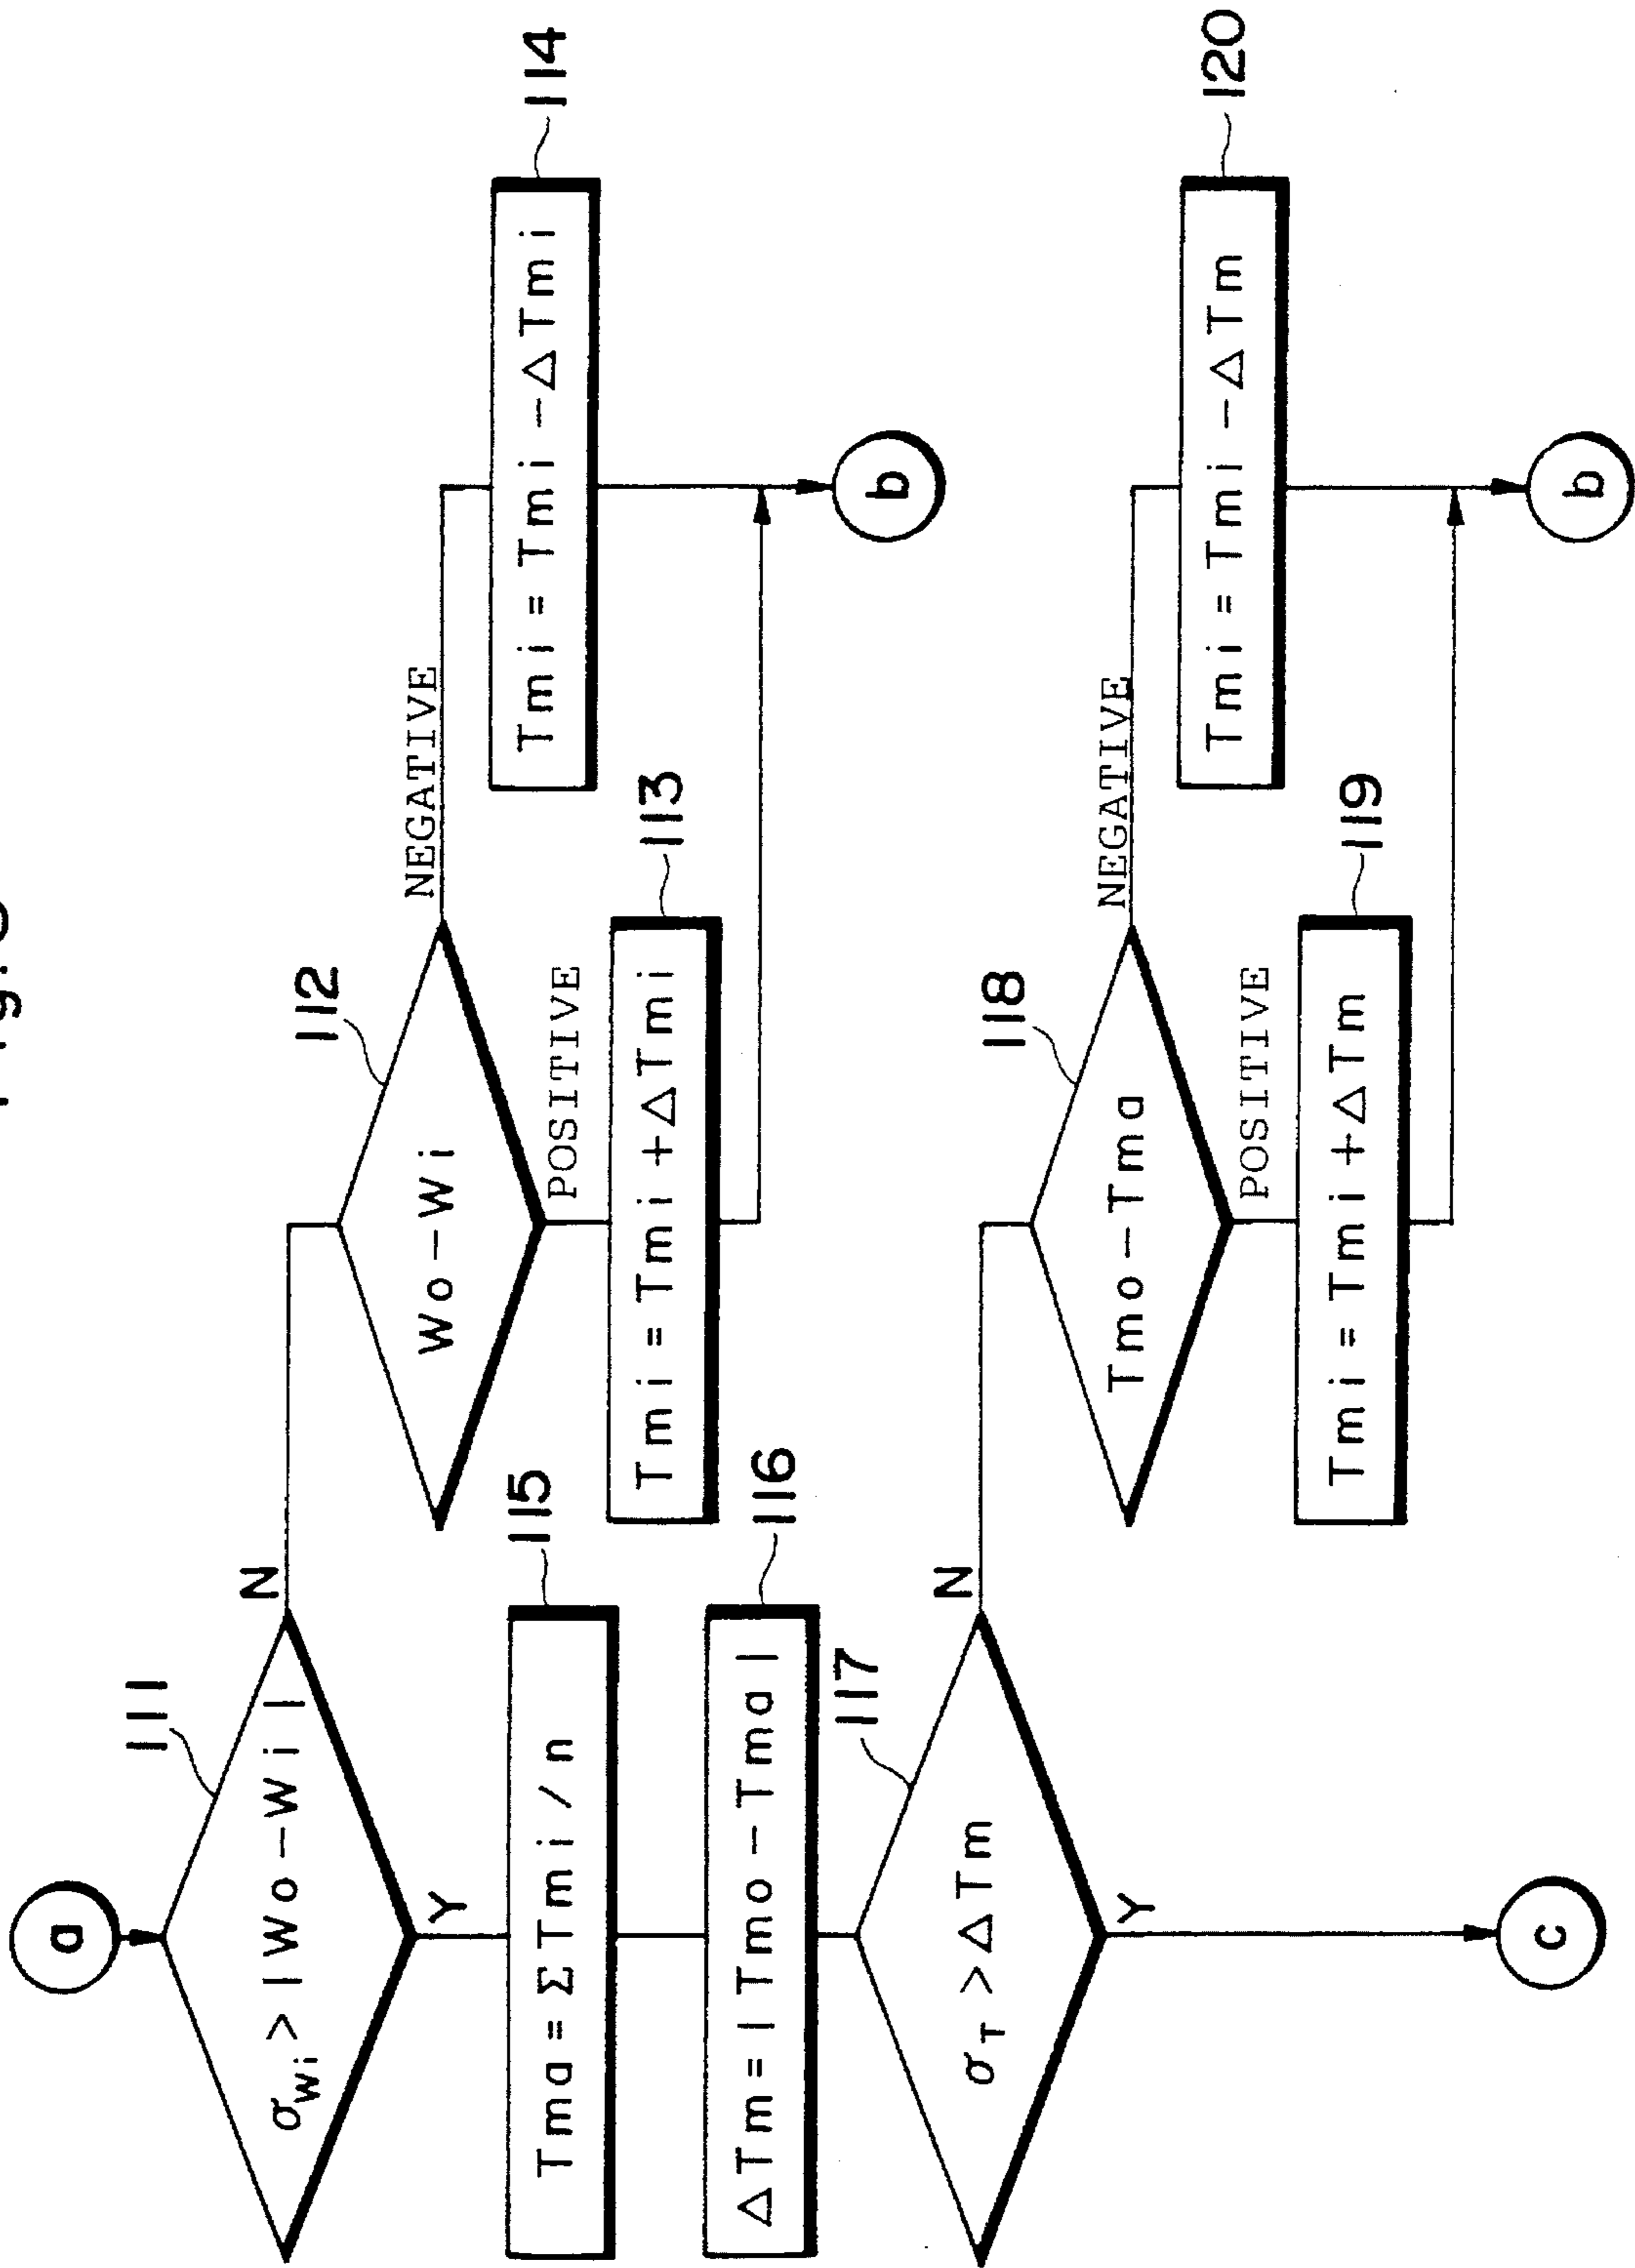 a
111
σWi > |Wo-Wi|
N
Y
112
Wo-Wi
NEGATIVE
POSITIVE
113
Tmi = Tmi +ΔTmi
114
Tmi = Tmi -ΔTmi
b
115
Tma = ΣTmi/n
116
ΔTm = |Tmo-Tma|
117
σT > ΔTm
N
Y
118
Tmo-Tma
NEGATIVE
POSITIVE
119
Tmi = Tmi +ΔTm
120
Tmi = Tmi -ΔTm
b
c